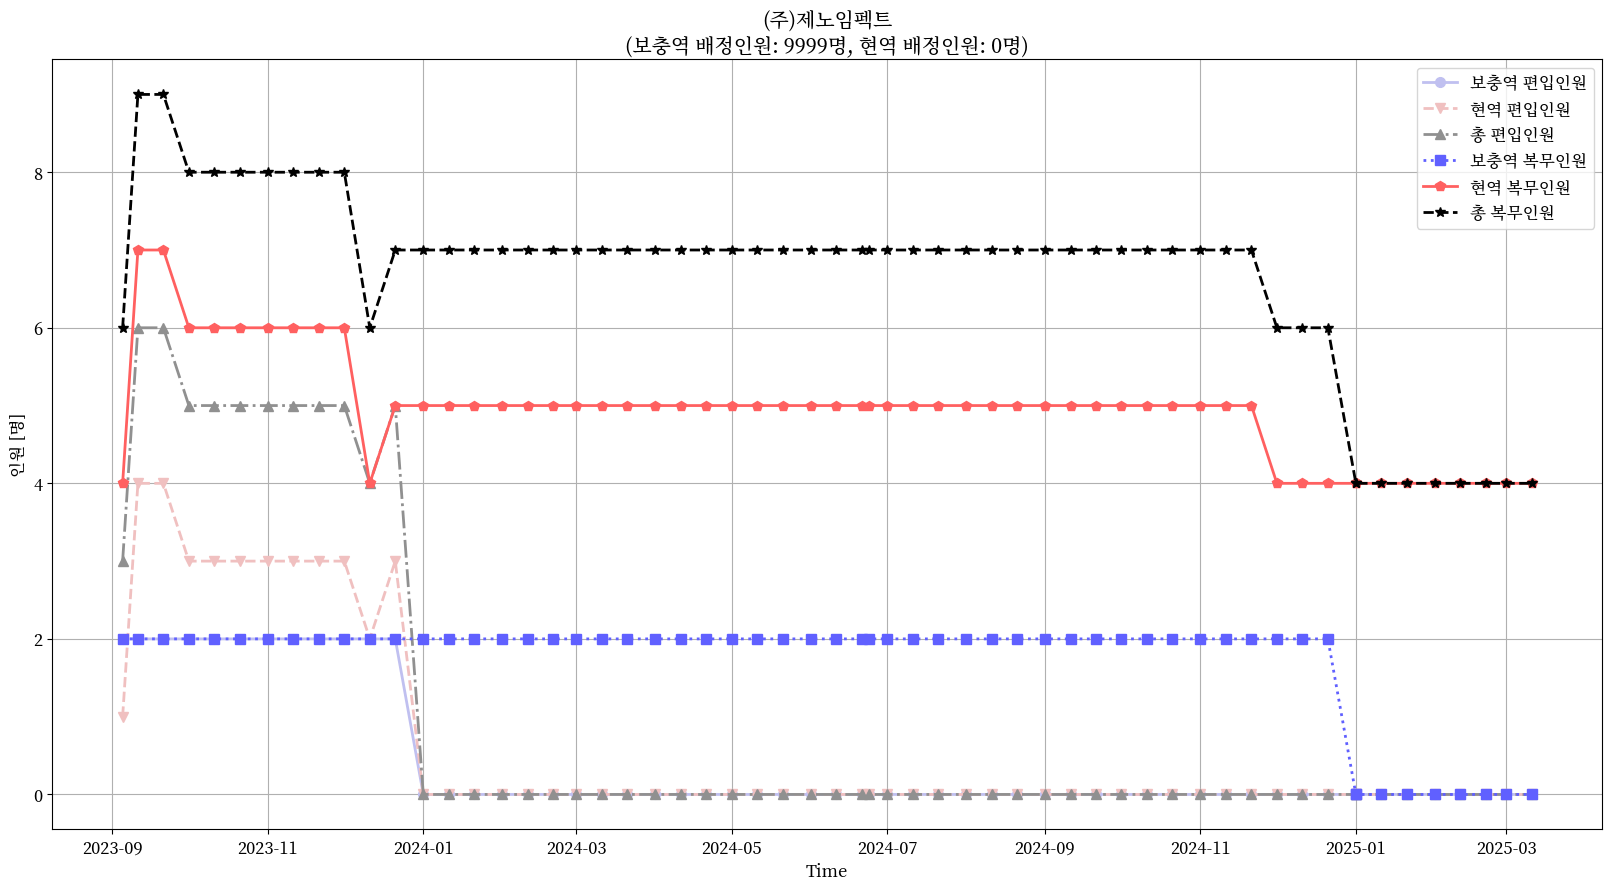 (주)제노임펙트
(보충역 배정인원: 9999명, 현역 배정인원: 0명)
보충역 편입인원
현역 편입인원
총 편입인원
보충역 복무인원
현역 복무인원
총 복무인원
인원 [명]
8
6
4
2
0
2023-09
2023-11
2024-01
2024-03
2024-05
2024-07
2024-09
2024-11
2025-01
2025-03
Time